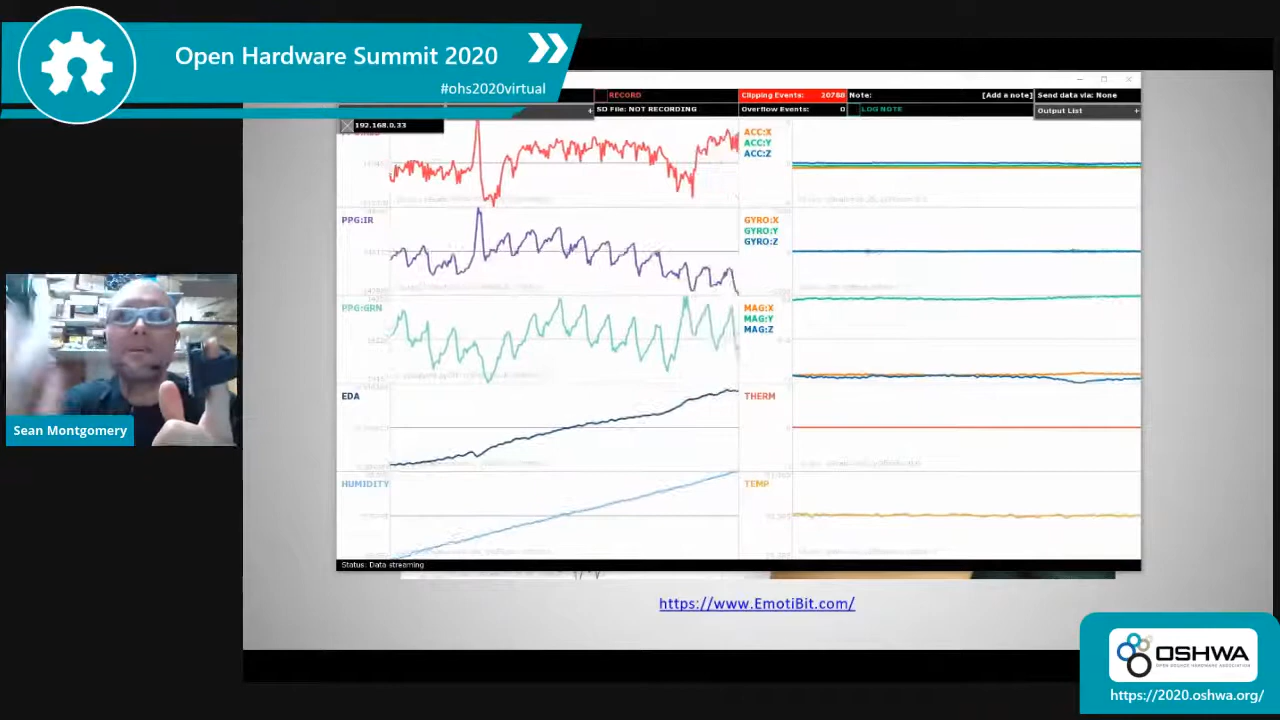 Open Hardware Summit 2020
#ohs2020virtual
RECORD
SD File: NOT RECORDING
Clipping Events: 20788
Overflow Events: 0
Note: [Add a note]
LOG NOTE
Send data via: None
Output List +
192.168.0.33
PPG:IR
PPG:GRN
EDA
HUMIDITY
ACC:X
ACC:Y
ACC:Z
GYRO:X
GYRO:Y
GYRO:Z
MAG:X
MAG:Y
MAG:Z
THERM
TEMP
Status: Data streaming
Sean Montgomery
https://www.EmotiBit.com/
OSHWA
OPEN SOURCE HARDWARE ASSOCIATION
https://2020.oshwa.org/